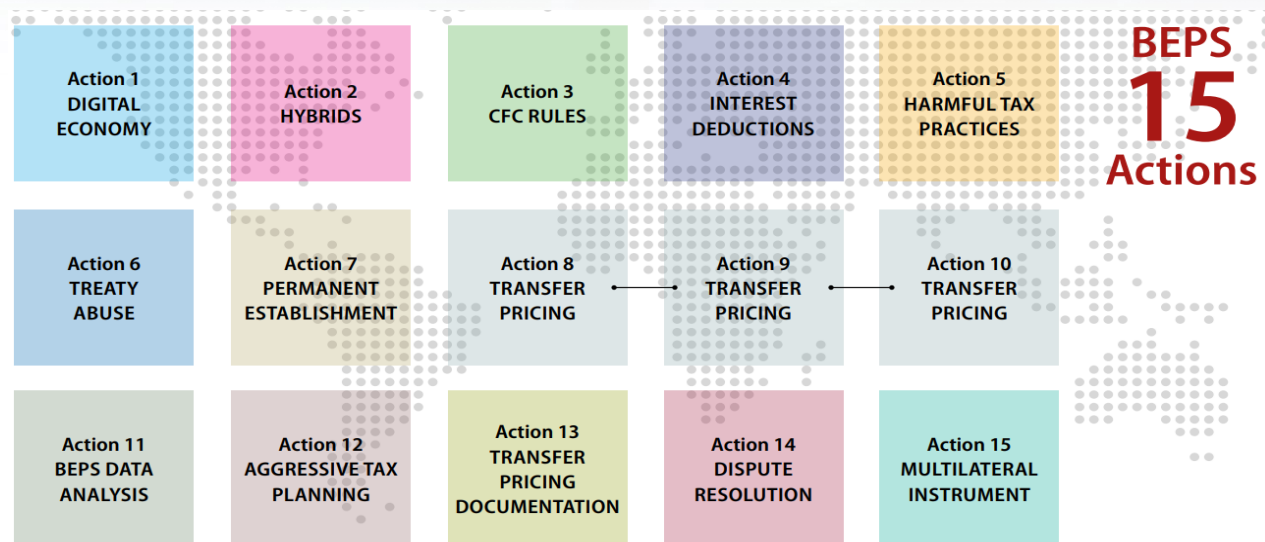 Action 1
DIGITAL
ECONOMY
Action 2
HYBRIDS
Action 3
CFC RULES
Action 4
INTEREST
DEDUCTIONS
Action 5
HARMFUL TAX
PRACTICES
BEPS
15
Actions
Action 6
TREATY
ABUSE
Action 7
PERMANENT
ESTABLISHMENT
Action 8
TRANSFER
PRICING
Action 9
TRANSFER
PRICING
Action 10
TRANSFER
PRICING
Action 11
BEPS DATA
ANALYSIS
Action 12
AGGRESSIVE TAX
PLANNING
Action 13
TRANSFER
PRICING
DOCUMENTATION
Action 14
DISPUTE
RESOLUTION
Action 15
MULTILATERAL
INSTRUMENT